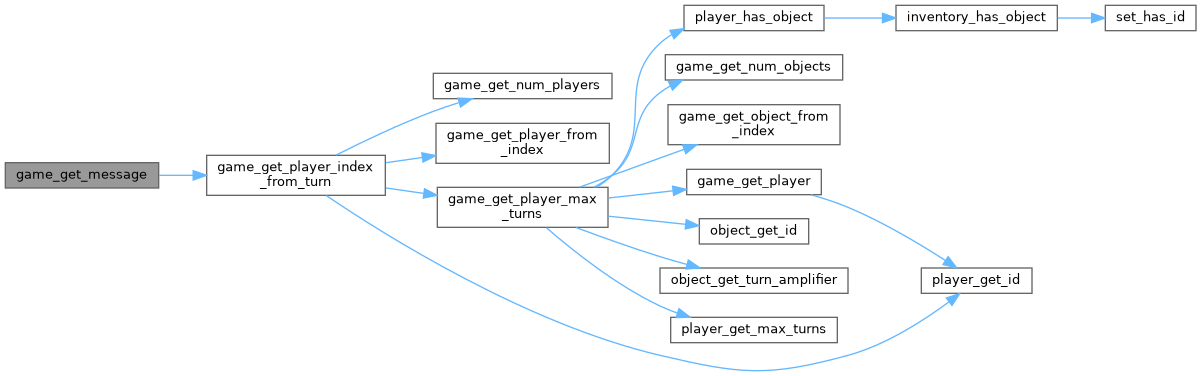 game_get_message
game_get_player_index
_from_turn
game_get_num_players
game_get_player_from
_index
game_get_player_max
_turns
player_has_object
game_get_num_objects
game_get_object_from
_index
game_get_player
object_get_id
object_get_turn_amplifier
player_get_max_turns
inventory_has_object
player_get_id
set_has_id